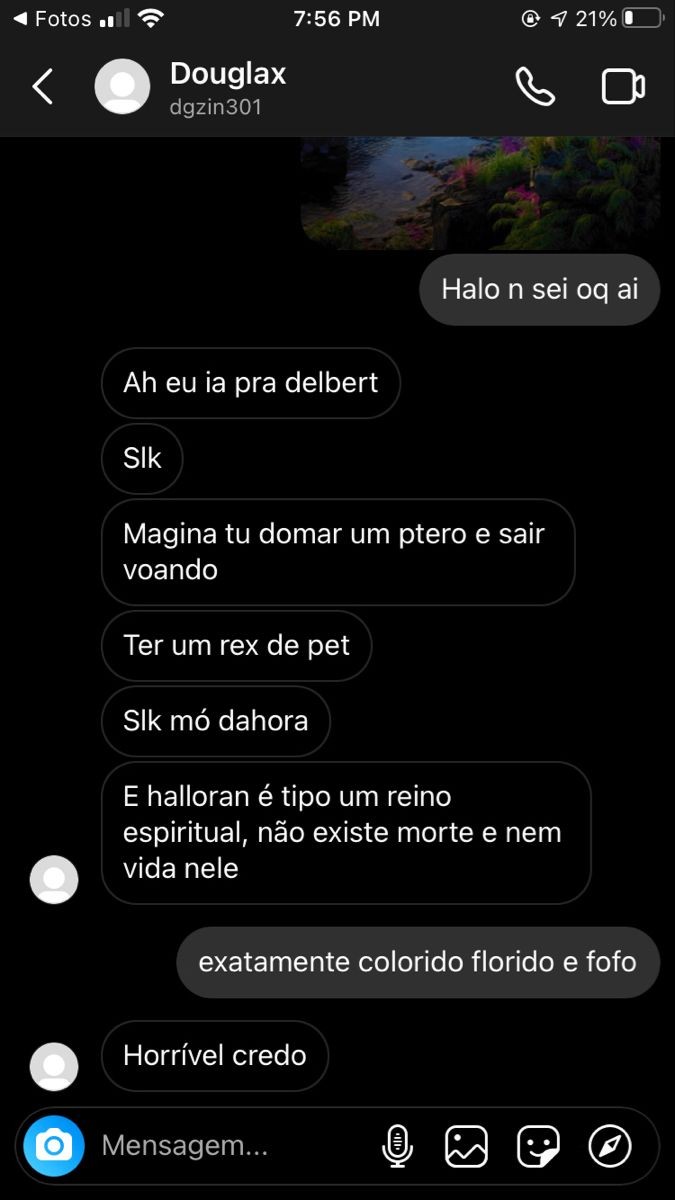 Fotos
7:56 PM
21%
Douglax
dgzin301
Halo n sei oq ai
Ah eu ia pra delbert
Slk
Magina tu domar um ptero e sair
voando
Ter um rex de pet
Slk mó dahora
E halloran é tipo um reino
espiritual, não existe morte e nem
vida nele
exatamente colorido florido e fofo
Horrível credo
Mensagem...